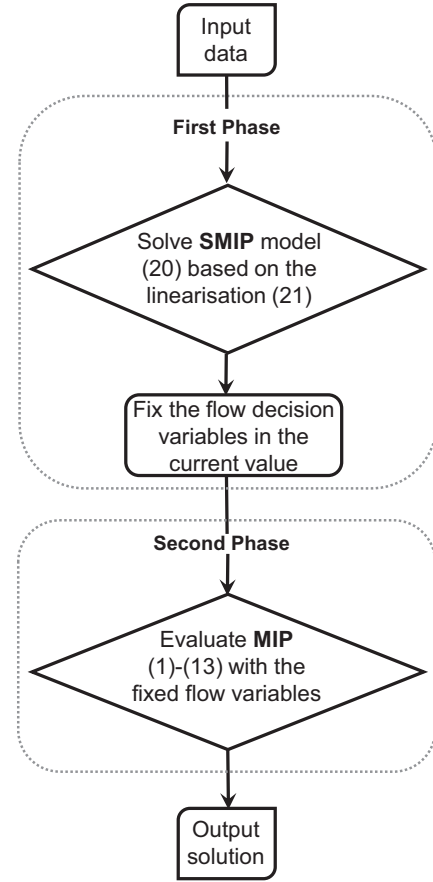 Input
data
First Phase
Solve SMIP model
(20) based on the
linearisation (21)
Fix the flow decision
variables in the
current value
Second Phase
Evaluate MIP
(1)-(13) with the
fixed flow variables
Output
solution